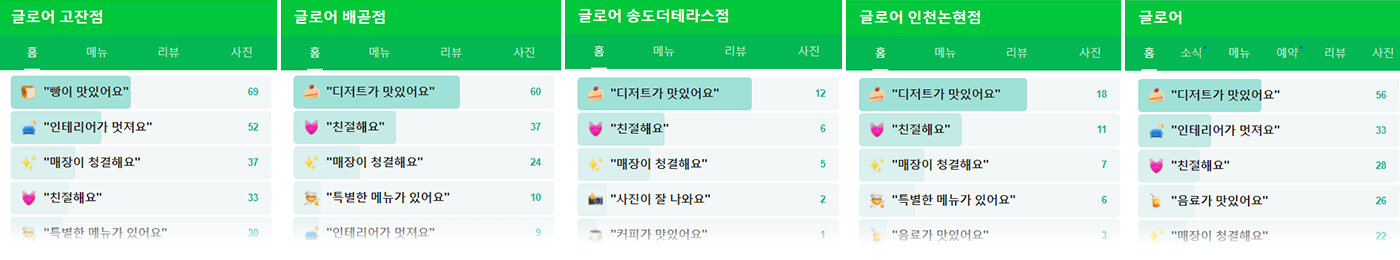 글로어 고잔점
홈 메뉴 리뷰 사진
"빵이 맛있어요" 69
"인테리어가 멋져요" 52
"매장이 청결해요" 37
"친절해요" 33
"특별한 메뉴가 있어요" 30
글로어 배곧점
홈 메뉴 리뷰 사진
"디저트가 맛있어요" 60
"친절해요" 37
"매장이 청결해요" 24
"특별한 메뉴가 있어요" 10
"인테리어가 멋져요" 9
글로어 송도더테라스점
홈 메뉴 리뷰 사진
"디저트가 맛있어요" 12
"친절해요" 6
"매장이 청결해요" 5
"사진이 잘 나와요" 2
"커피가 맛있어요" 1
글로어 인천논현점
홈 메뉴 리뷰 사진
"디저트가 맛있어요" 18
"친절해요" 11
"매장이 청결해요" 7
"특별한 메뉴가 있어요" 6
"음료가 맛있어요" 3
글로어
홈 소식 메뉴 예약 리뷰 사진
"디저트가 맛있어요" 56
"인테리어가 멋져요" 33
"친절해요" 28
"음료가 맛있어요" 26
"매장이 청결해요" 22